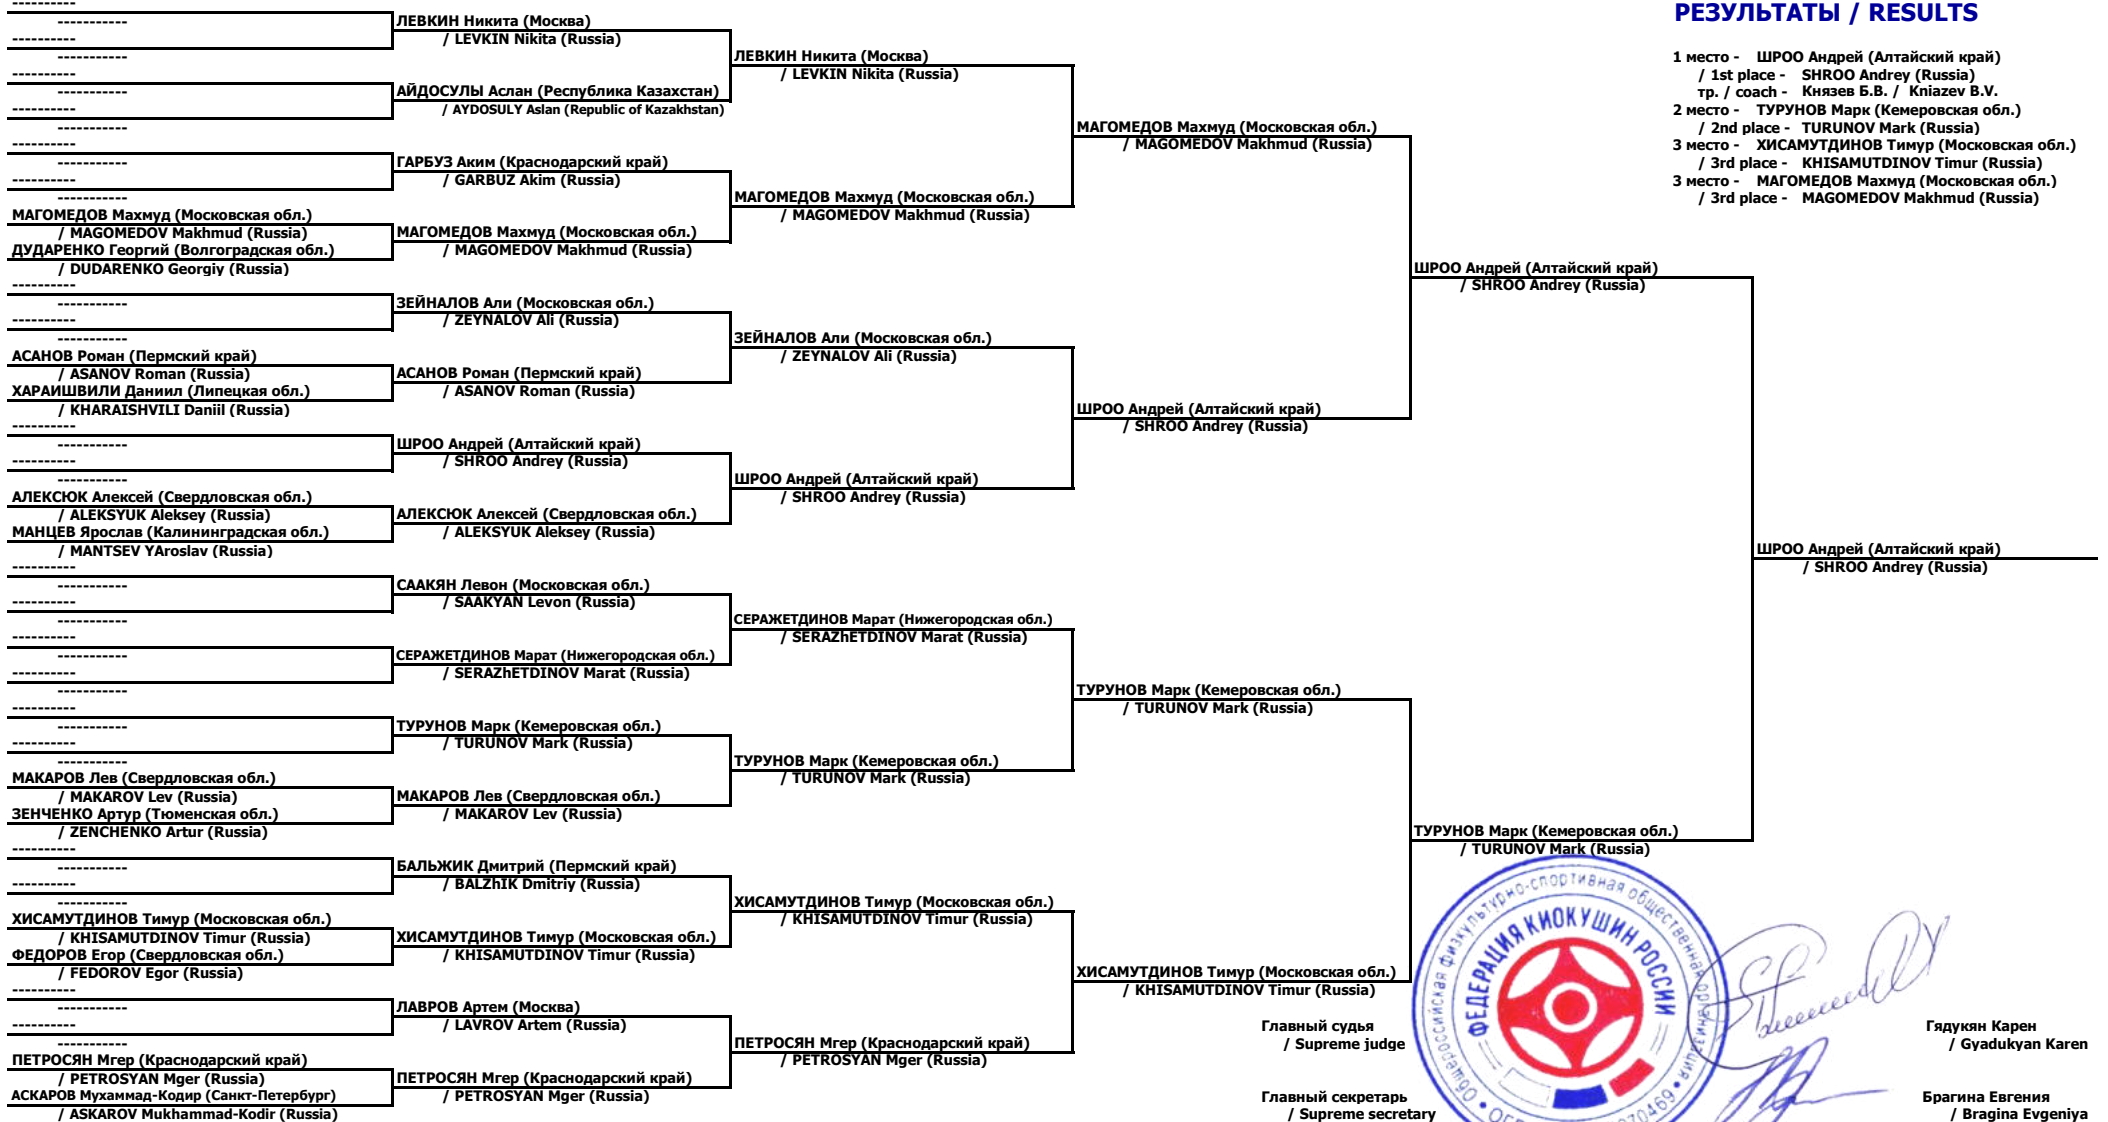 ----------
-----------
----------
-----------
----------
-----------
----------
-----------
----------
-----------
----------
-----------
МАГОМЕДОВ Махмуд (Московская обл.)
/ MAGOMEDOV Makhmud (Russia)
ДУДАРЕНКО Георгий (Волгоградская обл.)
/ DUDARENKO Georgiy (Russia)
----------
-----------
----------
-----------
АСАНОВ Роман (Пермский край)
/ ASANOV Roman (Russia)
ХАРАИШВИЛИ Даниил (Липецкая обл.)
/ KHARAISHVILI Daniil (Russia)
----------
-----------
----------
-----------
АЛЕКСЮК Алексей (Свердловская обл.)
/ ALEKSYUK Aleksey (Russia)
МАНЦЕВ Ярослав (Калининградская обл.)
/ MANTSEV YAroslav (Russia)
----------
-----------
----------
-----------
----------
-----------
----------
-----------
----------
-----------
----------
-----------
МАКАРОВ Лев (Свердловская обл.)
/ MAKAROV Lev (Russia)
ЗЕНЧЕНКО Артур (Тюменская обл.)
/ ZENCHENKO Artur (Russia)
----------
-----------
----------
-----------
ХИСАМУТДИНОВ Тимур (Московская обл.)
/ KHISAMUTDINOV Timur (Russia)
ФЕДОРОВ Егор (Свердловская обл.)
/ FEDOROV Egor (Russia)
----------
-----------
----------
-----------
ПЕТРОСЯН Мгер (Краснодарский край)
/ PETROSYAN Mger (Russia)
АСКАРОВ Мухаммад-Кодир (Санкт-Петербург)
/ ASKAROV Mukhammad-Kodir (Russia)
ЛЕВКИН Никита (Москва)
/ LEVKIN Nikita (Russia)
АЙДОСУЛЫ Аслан (Республика Казахстан)
/ AYDOSULY Aslan (Republic of Kazakhstan)
ГАРБУЗ Аким (Краснодарский край)
/ GARBUZ Akim (Russia)
МАГОМЕДОВ Махмуд (Московская обл.)
/ MAGOMEDOV Makhmud (Russia)
ЗЕЙНАЛОВ Али (Московская обл.)
/ ZEYNALOV Ali (Russia)
АСАНОВ Роман (Пермский край)
/ ASANOV Roman (Russia)
ШРОО Андрей (Алтайский край)
/ SHROO Andrey (Russia)
АЛЕКСЮК Алексей (Свердловская обл.)
/ ALEKSYUK Aleksey (Russia)
СААКЯН Левон (Московская обл.)
/ SAAKYAN Levon (Russia)
СЕРАЖЕТДИНОВ Марат (Нижегородская обл.)
/ SERAZhETDINOV Marat (Russia)
ТУРУНОВ Марк (Кемеровская обл.)
/ TURUNOV Mark (Russia)
МАКАРОВ Лев (Свердловская обл.)
/ MAKAROV Lev (Russia)
БАЛЬЖИК Дмитрий (Пермский край)
/ BALZhIK Dmitriy (Russia)
ХИСАМУТДИНОВ Тимур (Московская обл.)
/ KHISAMUTDINOV Timur (Russia)
ЛАВРОВ Артем (Москва)
/ LAVROV Artem (Russia)
ПЕТРОСЯН Мгер (Краснодарский край)
/ PETROSYAN Mger (Russia)
ЛЕВКИН Никита (Москва)
/ LEVKIN Nikita (Russia)
МАГОМЕДОВ Махмуд (Московская обл.)
/ MAGOMEDOV Makhmud (Russia)
ЗЕЙНАЛОВ Али (Московская обл.)
/ ZEYNALOV Ali (Russia)
ШРОО Андрей (Алтайский край)
/ SHROO Andrey (Russia)
СЕРАЖЕТДИНОВ Марат (Нижегородская обл.)
/ SERAZhETDINOV Marat (Russia)
ТУРУНОВ Марк (Кемеровская обл.)
/ TURUNOV Mark (Russia)
ХИСАМУТДИНОВ Тимур (Московская обл.)
/ KHISAMUTDINOV Timur (Russia)
ПЕТРОСЯН Мгер (Краснодарский край)
/ PETROSYAN Mger (Russia)
МАГОМЕДОВ Махмуд (Московская обл.)
/ MAGOMEDOV Makhmud (Russia)
ШРОО Андрей (Алтайский край)
/ SHROO Andrey (Russia)
ТУРУНОВ Марк (Кемеровская обл.)
/ TURUNOV Mark (Russia)
ХИСАМУТДИНОВ Тимур (Московская обл.)
/ KHISAMUTDINOV Timur (Russia)
ШРОО Андрей (Алтайский край)
/ SHROO Andrey (Russia)
ТУРУНОВ Марк (Кемеровская обл.)
/ TURUNOV Mark (Russia)
ШРОО Андрей (Алтайский край)
/ SHROO Andrey (Russia)
РЕЗУЛЬТАТЫ / RESULTS
1 место - ШРОО Андрей (Алтайский край)
/ 1st place - SHROO Andrey (Russia)
тр. / coach - Князев Б.В. / Kniazev B.V.
2 место - ТУРУНОВ Марк (Кемеровская обл.)
/ 2nd place - TURUNOV Mark (Russia)
3 место - ХИСАМУТДИНОВ Тимур (Московская обл.)
/ 3rd place - KHISAMUTDINOV Timur (Russia)
3 место - МАГОМЕДОВ Махмуд (Московская обл.)
/ 3rd place - MAGOMEDOV Makhmud (Russia)
Главный судья
/ Supreme judge
Гядукян Карен
/ Gyadukyan Karen
Главный секретарь
/ Supreme secretary
Брагина Евгения
/ Bragina Evgeniya
Общероссийская физкультурно-спортивная общественная организация
ФЕДЕРАЦИЯ КИОКУШИН РОССИИ